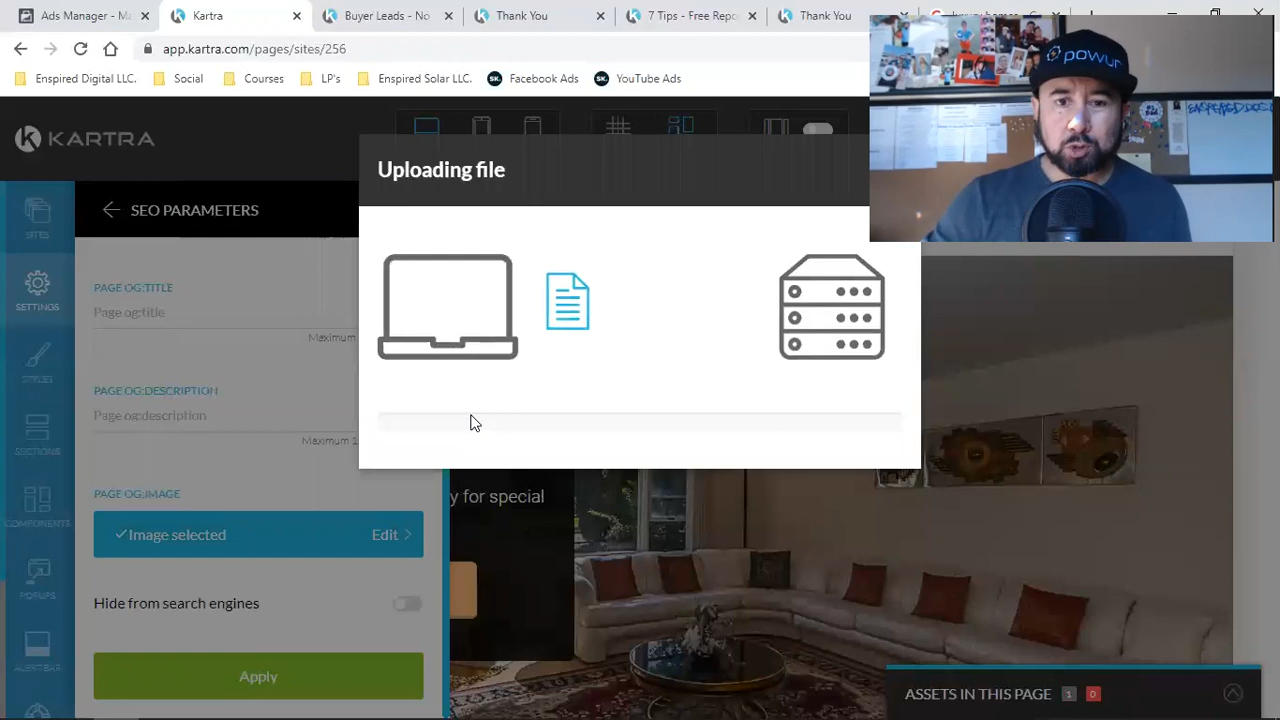 Ads Manager - Ma
Kartra
Buyer Leads - No
Thank You
7 Tips - Free Repo
Thank You
app.kartra.com/pages/sites/256
Enspired Digital LLC.
Social
Courses
LP's
Enspired Solar LLC.
SK.
Facebook Ads
SK.
YouTube Ads
KARTRA
powur
Uploading file
SEO PARAMETERS
SITES
SETTINGS
STYLES
SECTIONS
COMPONENTS
POPUPS
ALERT BAR
PAGE OG:TITLE
Page og:title
Maximum
PAGE OG:DESCRIPTION
Page og:description
Maximum 1
PAGE OG:IMAGE
Image selected
Edit
Hide from search engines
Apply
y for special
ASSETS IN THIS PAGE 1 0